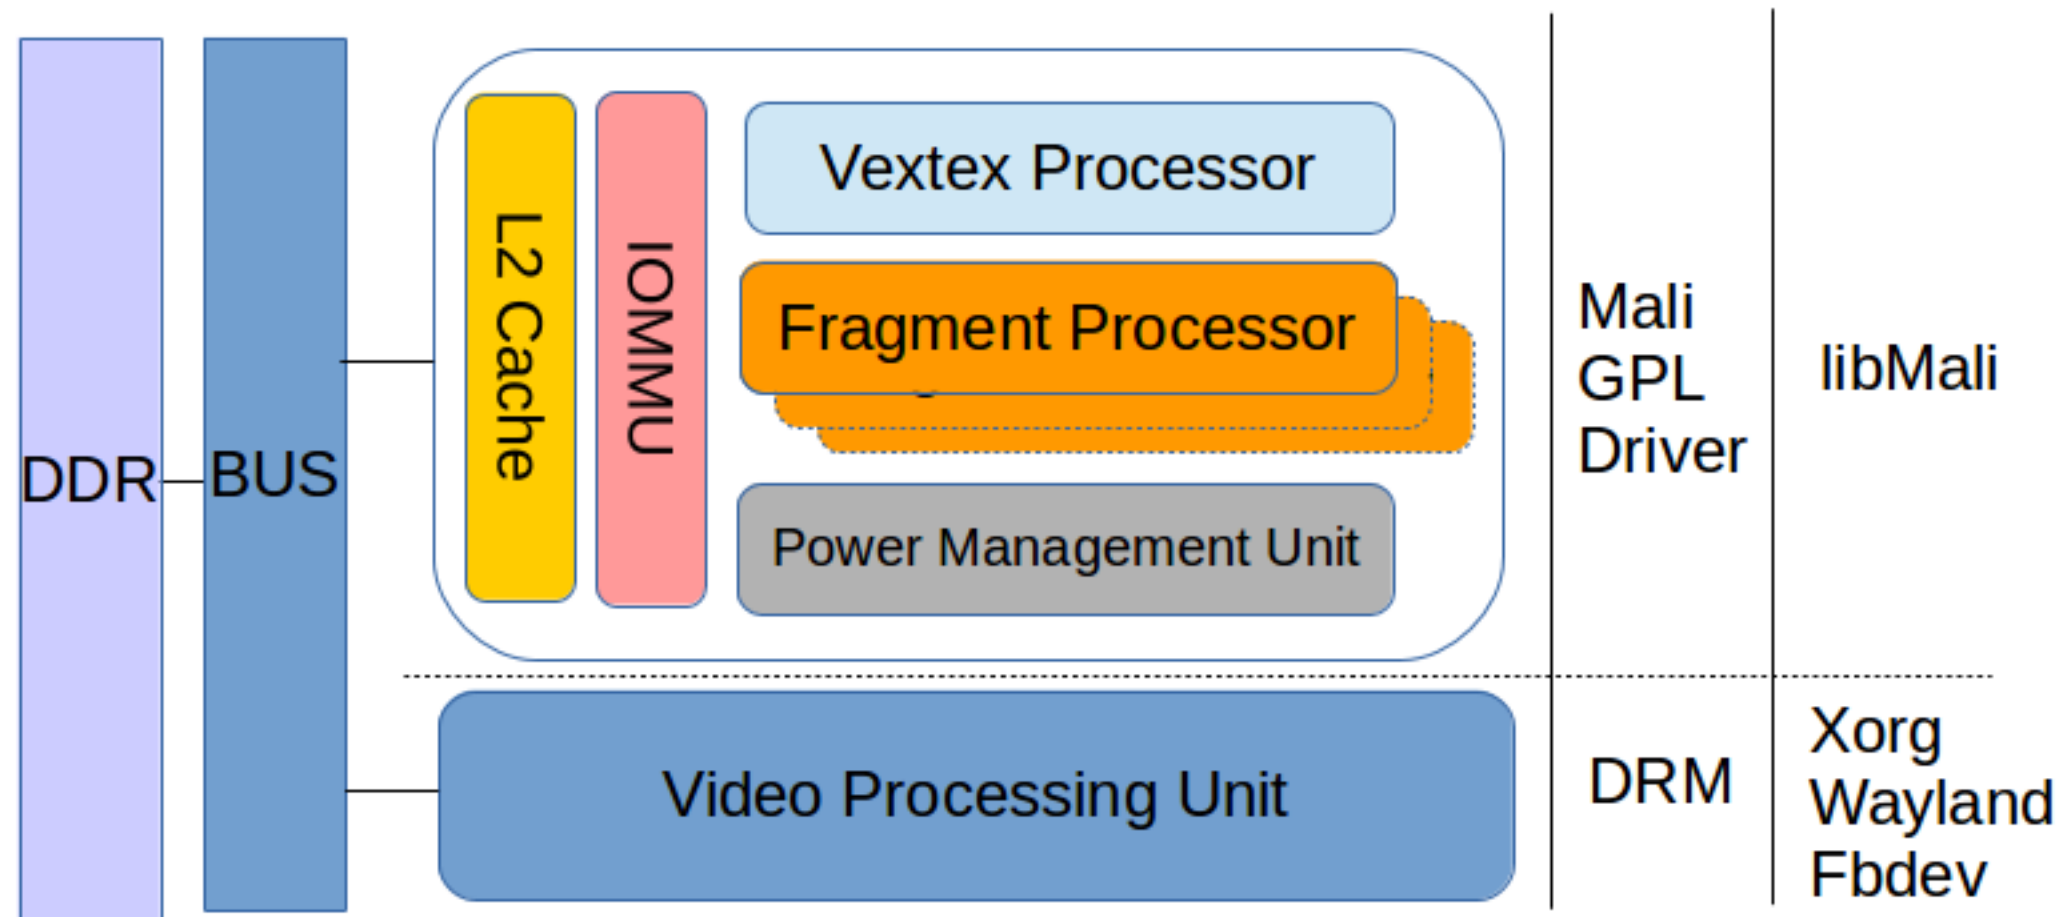 DDR
BUS
L2 Cache
IOMMU
Vextex Processor
Fragment Processor
Power Management Unit
Mali
GPL
Driver
libMali
Video Processing Unit
DRM
Xorg
Wayland
Fbdev